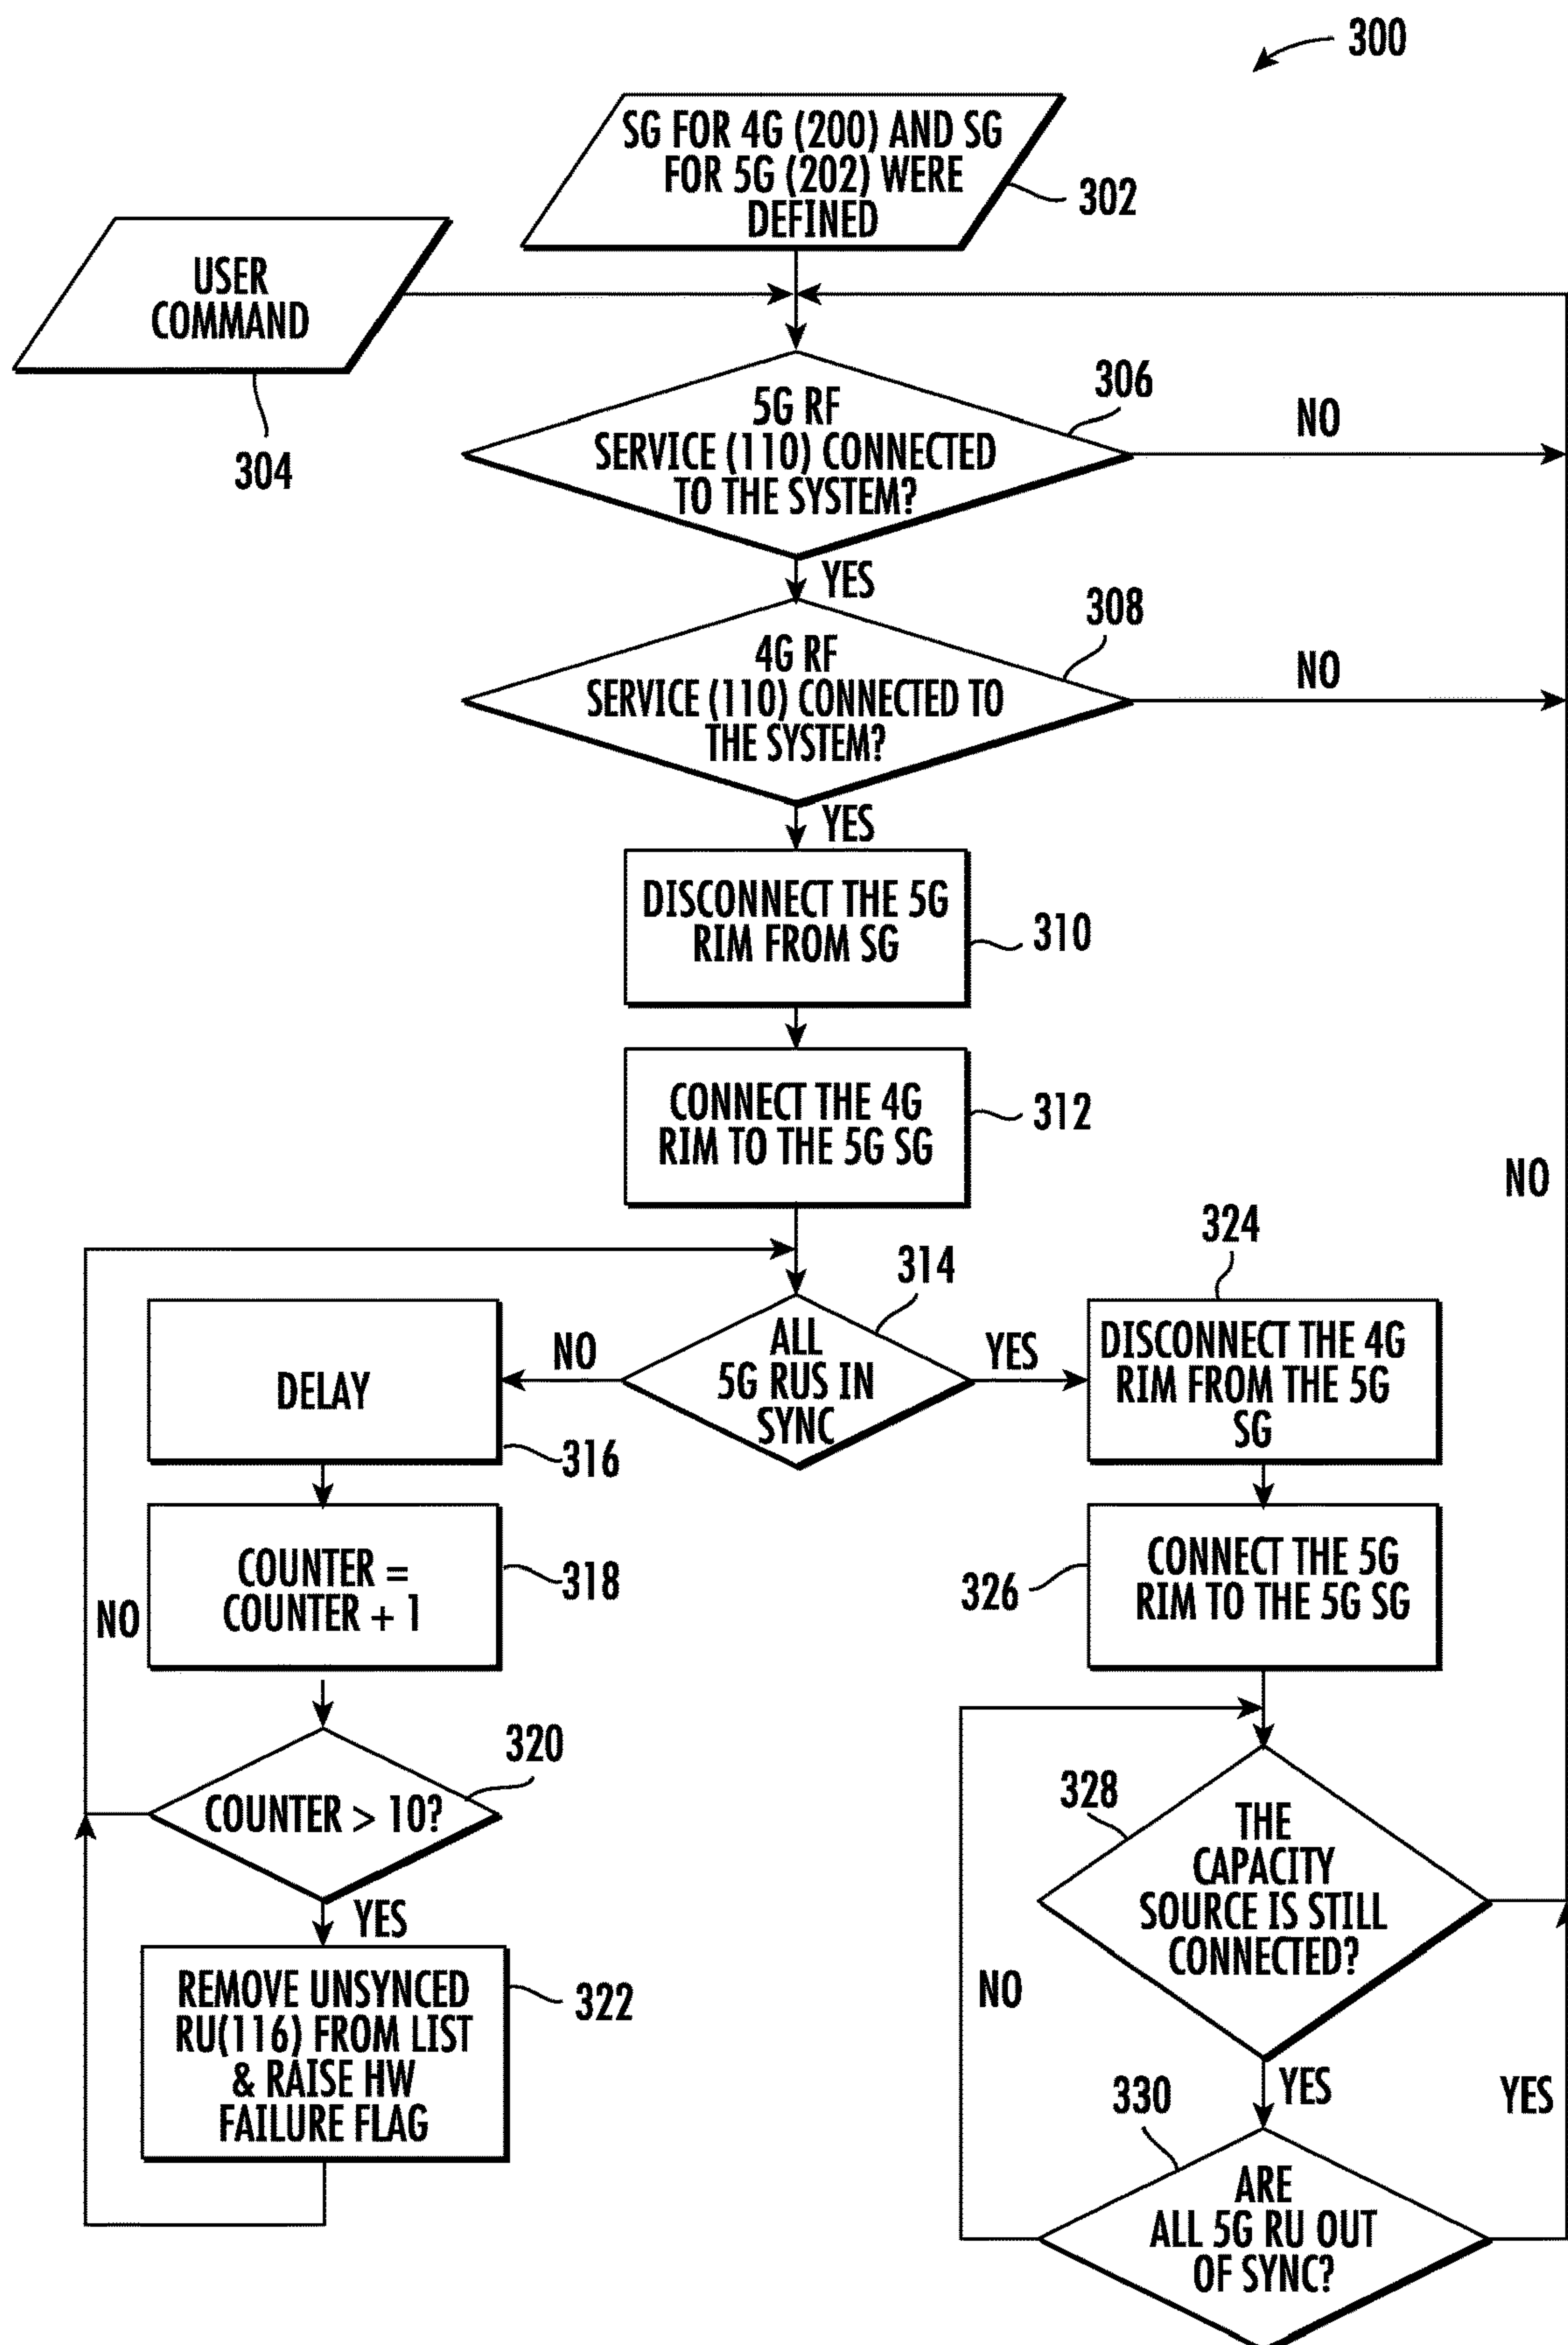 300
SG FOR 4G (200) AND SG
FOR 5G (202) WERE
DEFINED
302
USER
COMMAND
304
5G RF
SERVICE (110) CONNECTED
TO THE SYSTEM?
306
NO
YES
4G RF
SERVICE (110) CONNECTED TO
THE SYSTEM?
308
NO
YES
DISCONNECT THE 5G
RIM FROM SG
310
CONNECT THE 4G
RIM TO THE 5G SG
312
NO
ALL
5G RUS IN
SYNC
314
NO
YES
DELAY
316
COUNTER =
COUNTER + 1
318
NO
COUNTER > 10?
320
YES
REMOVE UNSYNCED
RU(116) FROM LIST
& RAISE HW
FAILURE FLAG
322
324
DISCONNECT THE 4G
RIM FROM THE 5G
SG
CONNECT THE 5G
RIM TO THE 5G SG
326
328
THE
CAPACITY
SOURCE IS STILL
CONNECTED?
NO
YES
YES
330
ARE
ALL 5G RU OUT
OF SYNC?